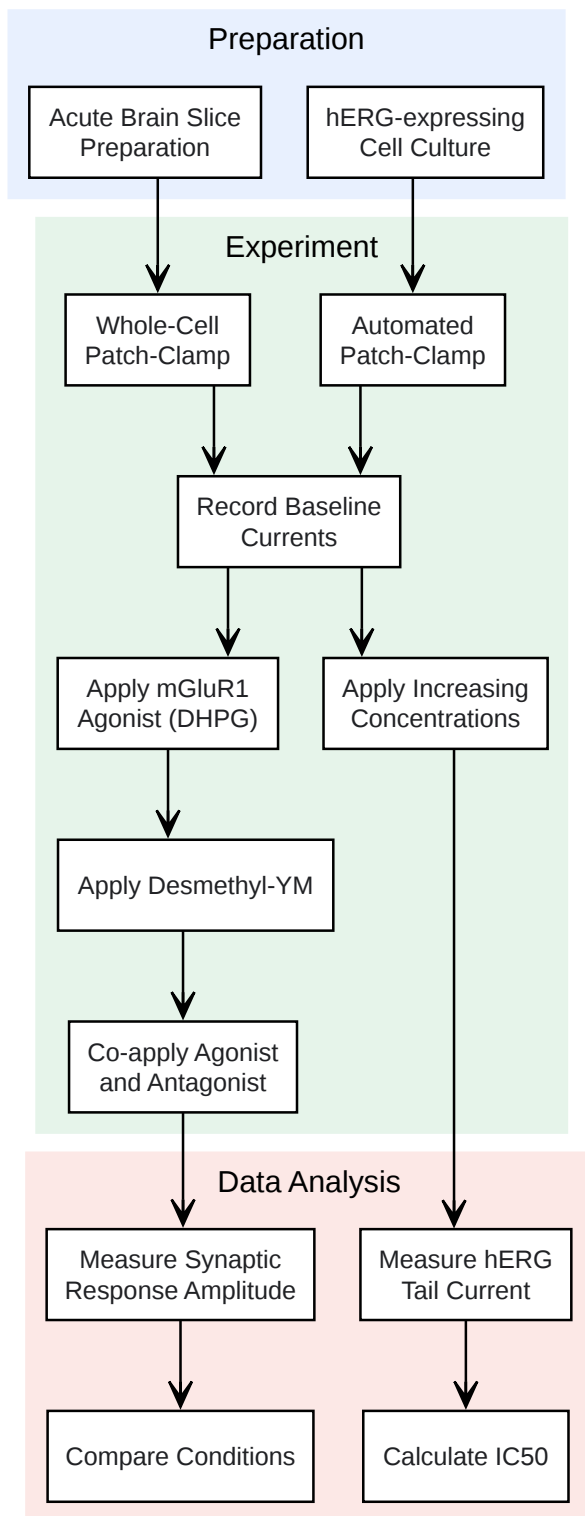 Preparation
Acute Brain Slice
Preparation
hERG-expressing
Cell Culture
Experiment
Whole-Cell
Patch-Clamp
Automated
Patch-Clamp
Record Baseline
Currents
Apply mGluR1
Agonist (DHPG)
Apply Increasing
Concentrations
Apply Desmethyl-YM
Co-apply Agonist
and Antagonist
Data Analysis
Measure Synaptic
Response Amplitude
Measure hERG
Tail Current
Compare Conditions
Calculate IC50